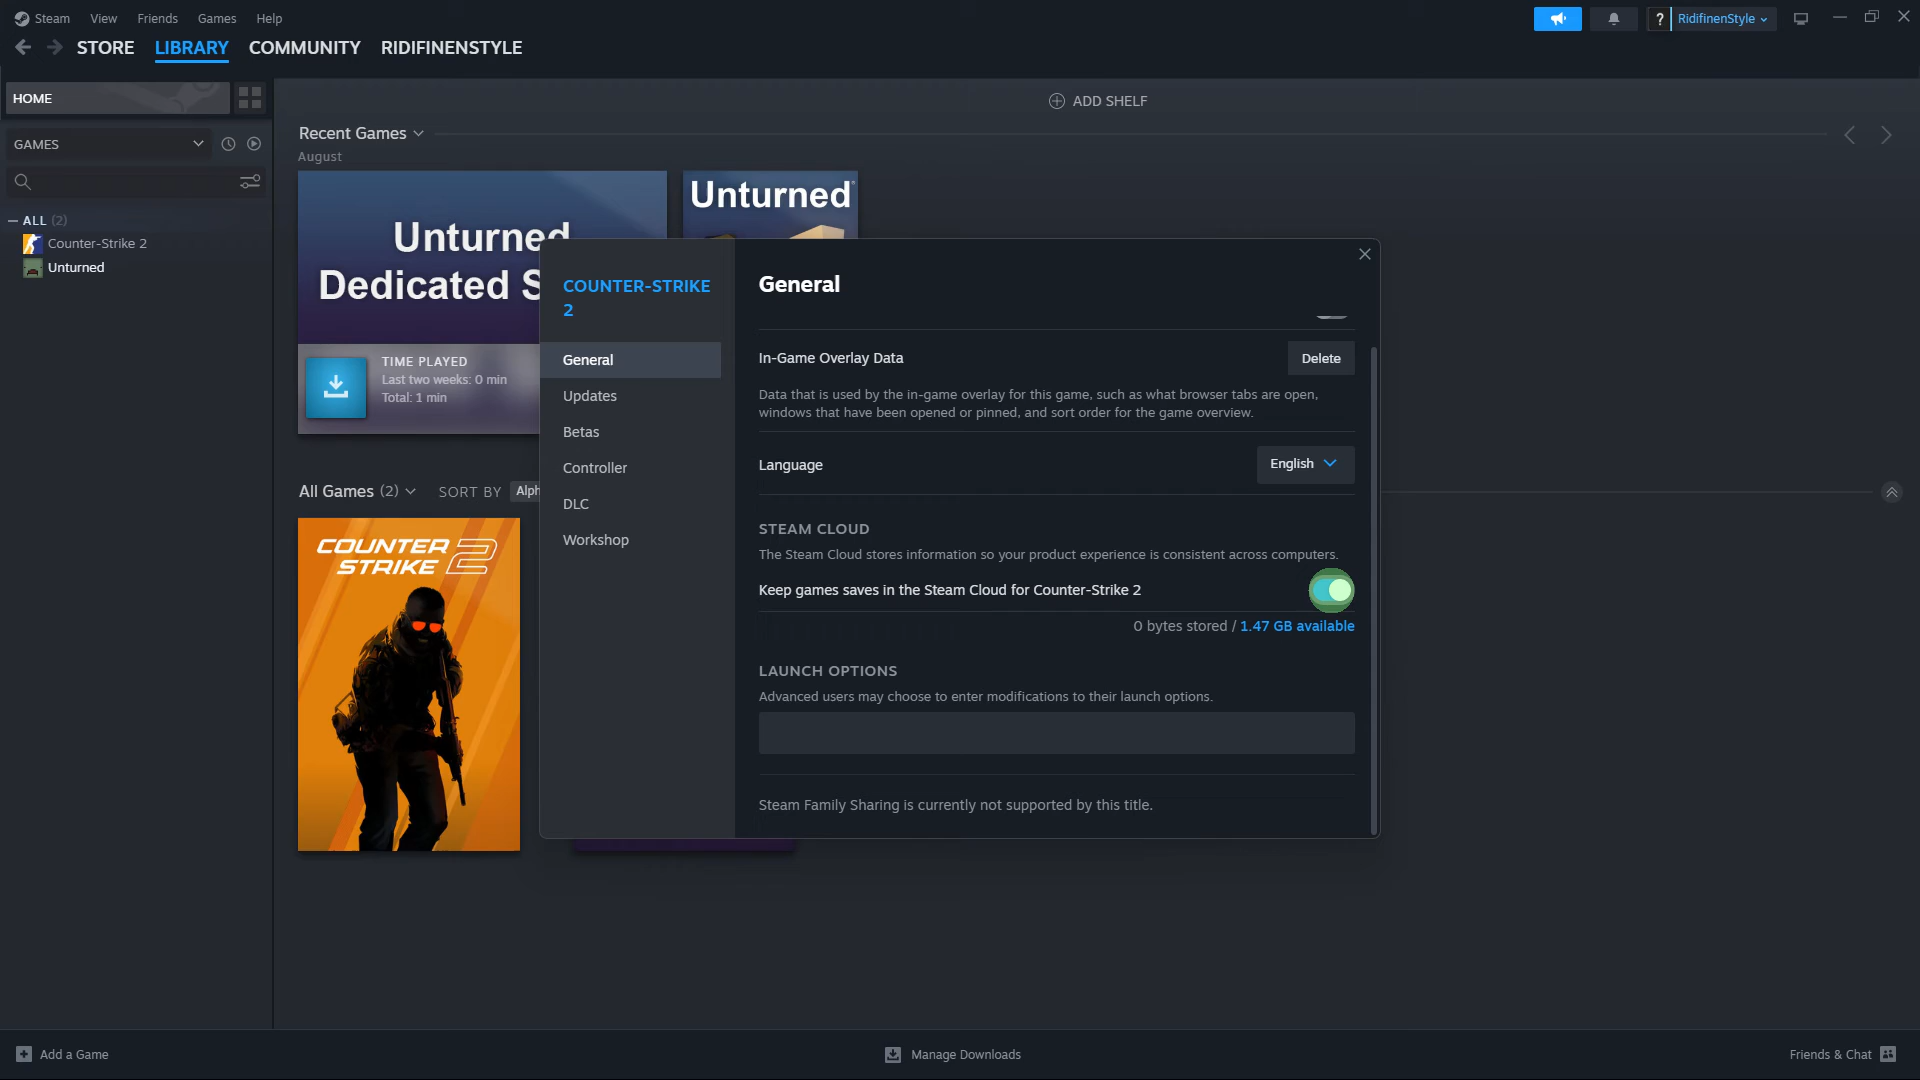 Steam View Friends Games Help
? RidifinenStyle
STORE LIBRARY COMMUNITY RIDIFINENSTYLE
HOME
ADD SHELF
GAMES
Recent Games
August
ALL (2)
Counter-Strike 2
Unturned
Unturned
Dedicated S
Unturned
TIME PLAYED
Last two weeks: 0 min
Total: 1 min
All Games (2) SORT BY Alph
COUNTER
STRIKE 2
COUNTER-STRIKE
2
General
Updates
Betas
Controller
DLC
Workshop
General
In-Game Overlay Data Delete
Data that is used by the in-game overlay for this game, such as what browser tabs are open,
windows that have been opened or pinned, and sort order for the game overview.
Language English
STEAM CLOUD
The Steam Cloud stores information so your product experience is consistent across computers.
Keep games saves in the Steam Cloud for Counter-Strike 2
0 bytes stored / 1.47 GB available
LAUNCH OPTIONS
Advanced users may choose to enter modifications to their launch options.
Steam Family Sharing is currently not supported by this title.
Add a Game
Manage Downloads
Friends & Chat